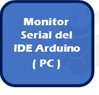 Monitor
Serial del
IDE Arduino
( PC )